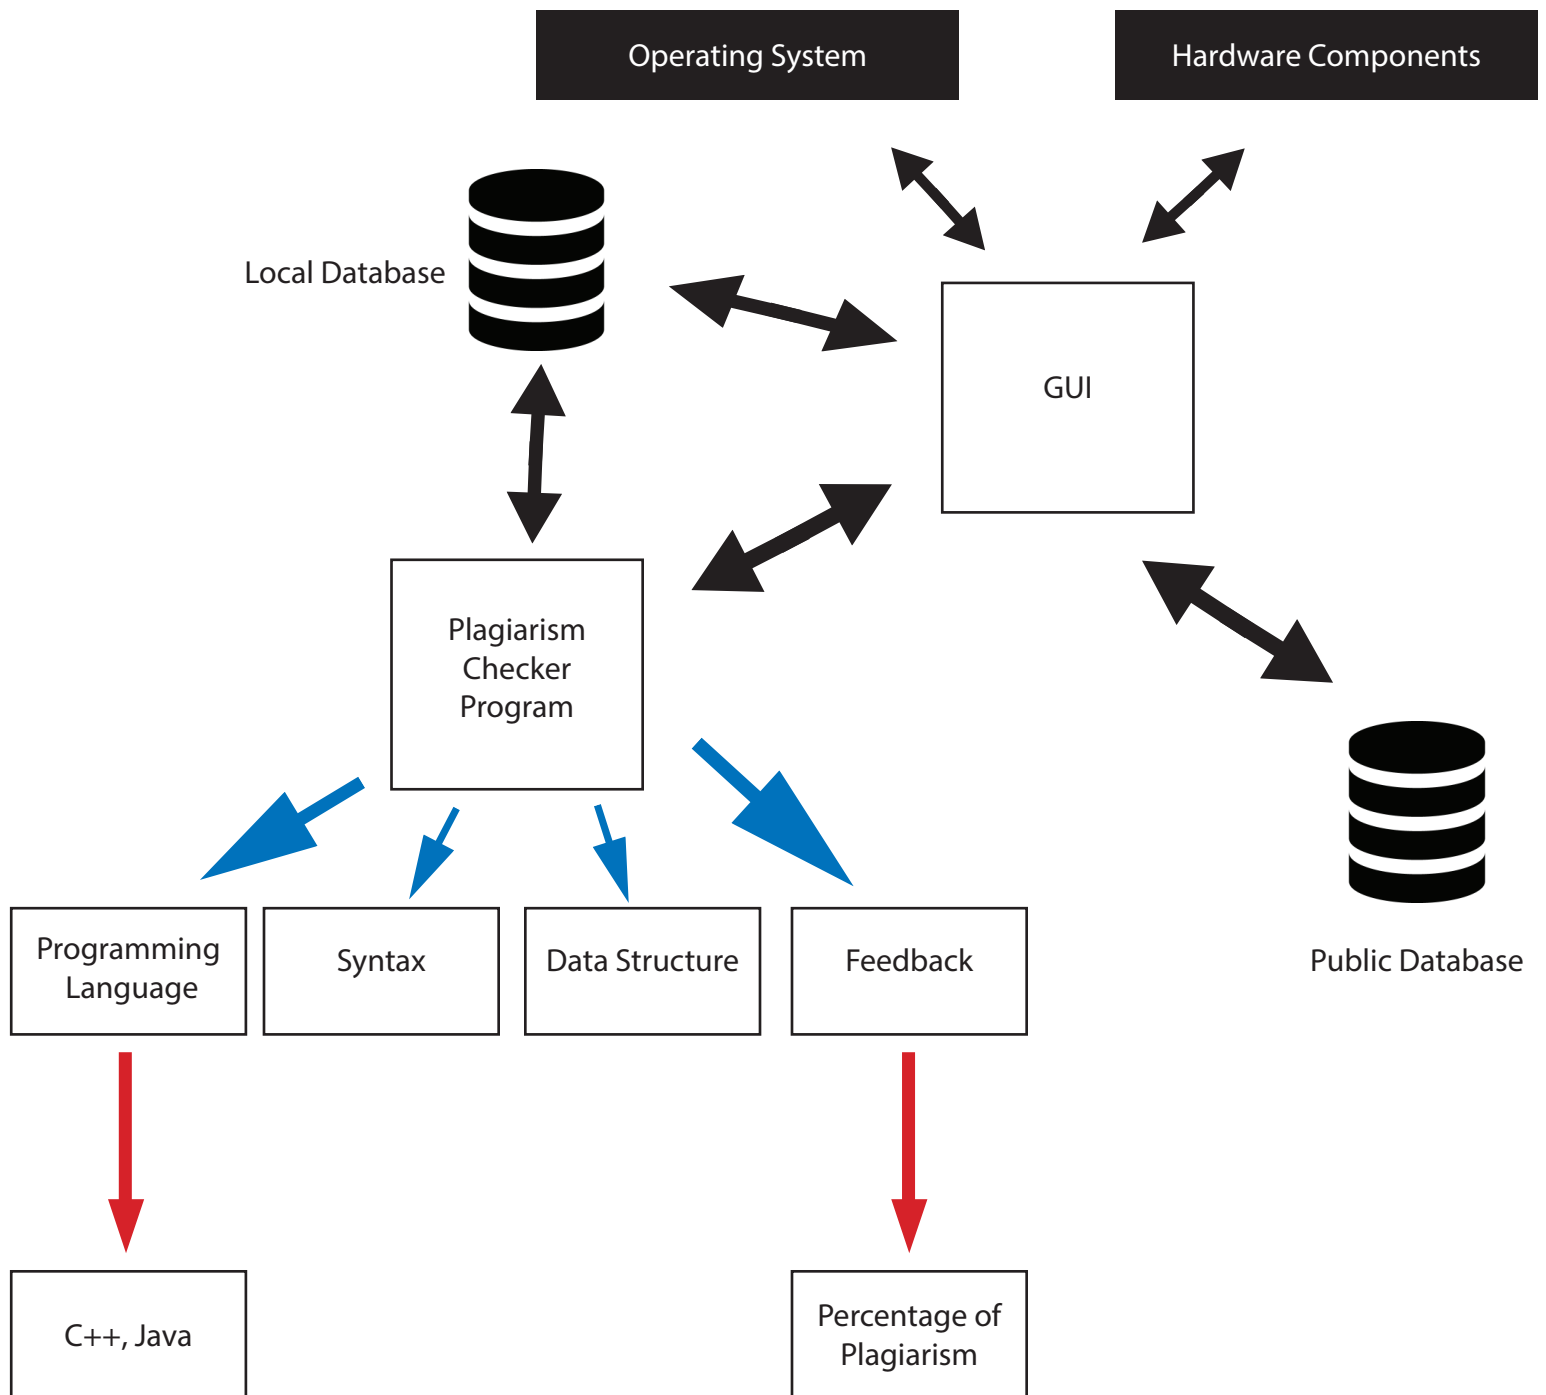 Operating System
Hardware Components
Local Database
GUI
Plagiarism
Checker
Program
Programming
Language
Syntax
Data Structure
Feedback
Public Database
C++, Java
Percentage of
Plagiarism